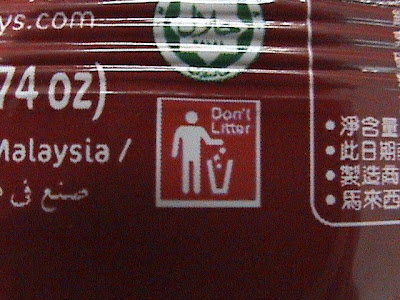 ys.com
حلال
74 oz)
Don't
Litter
Malaysia /
صنع في
• 淨含量
• 此日期
• 製造商
• 馬來西